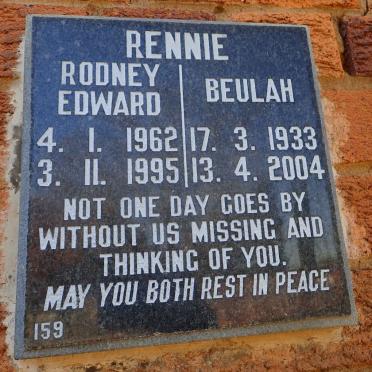 RENNIE
RODNEY EDWARD
4. 1. 1962
3. 11. 1995
BEULAH
17. 3. 1933
13. 4. 2004
NOT ONE DAY GOES BY
WITHOUT US MISSING AND
THINKING OF YOU.
MAY YOU BOTH REST IN PEACE
159